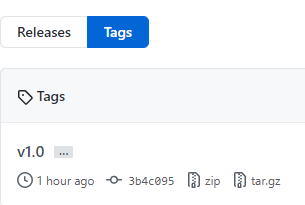 Releases Tags
Tags
v1.0 ...
1 hour ago 3b4c095 zip tar.gz